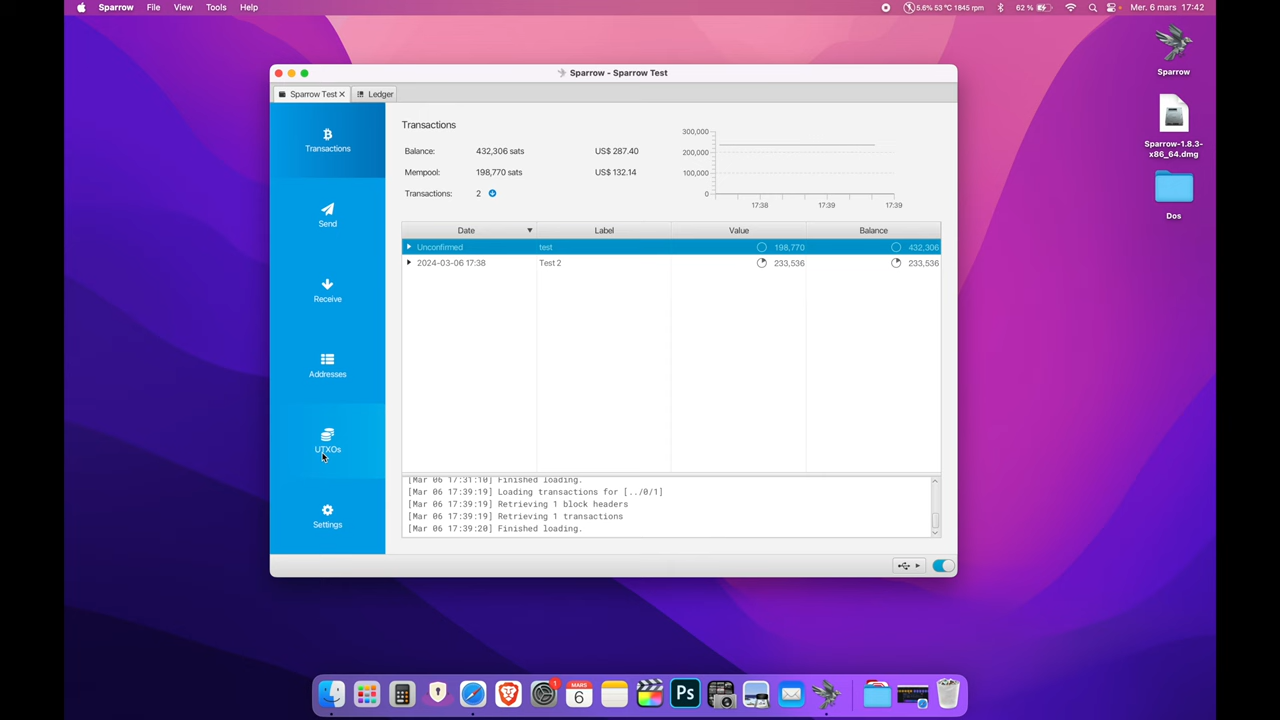 Sparrow File View Tools Help
5.6% 53 °C 1845 rpm 62 % Mer. 6 mars 17:42
Sparrow
Sparrow-1.8.3-
x86_64.dmg
Dos
Sparrow - Sparrow Test
Sparrow Test X Ledger
Transactions
Send
Receive
Addresses
UTXOs
Settings
Transactions
Balance: 432,306 sats US$ 287.40
Mempool: 198,770 sats US$ 132.14
Transactions: 2
300,000
200,000
100,000
0
17:38 17:39 17:39
Date Label Value Balance
Unconfirmed test 198,770 432,306
2024-03-06 17:38 Test 2 233,536 233,536
[Mar 06 17:31:10] Finished loading.
[Mar 06 17:39:19] Loading transactions for [../0/1]
[Mar 06 17:39:19] Retrieving 1 block headers
[Mar 06 17:39:19] Retrieving 1 transactions
[Mar 06 17:39:20] Finished loading.
1
MARS
6
Ps